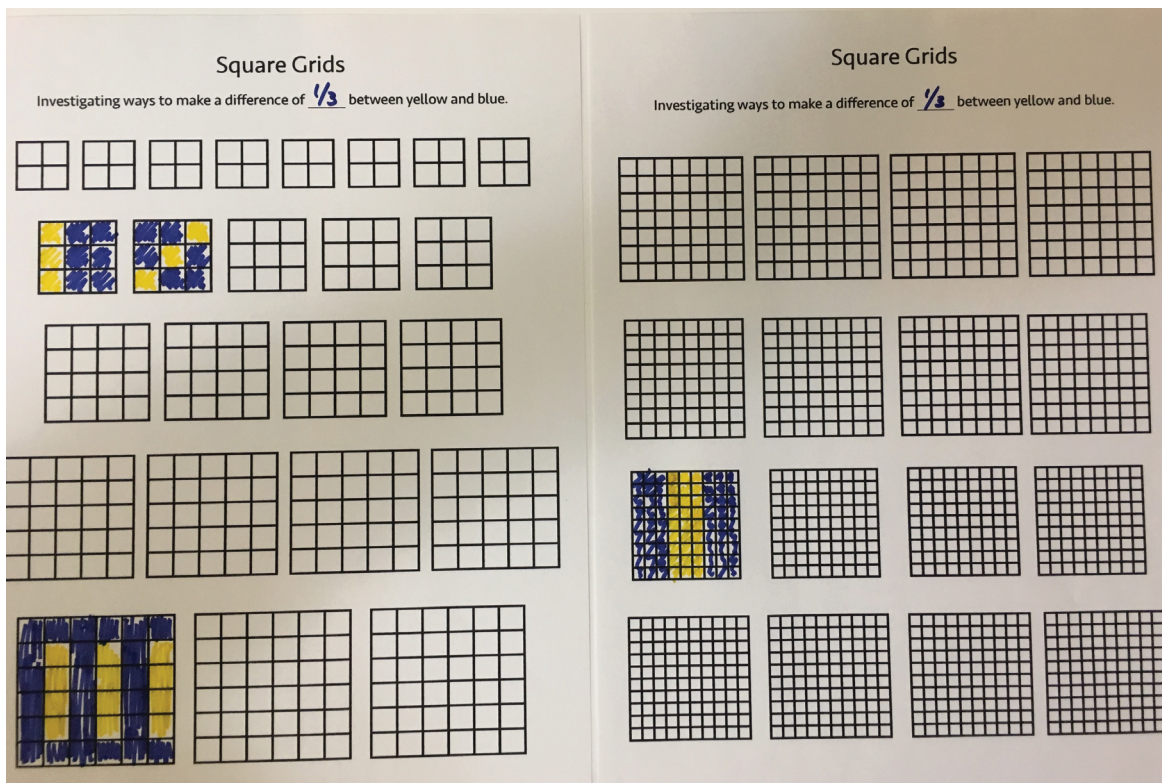 Square Grids
Investigating ways to make a difference of 1/3 between yellow and blue.
Square Grids
Investigating ways to make a difference of 1/3 between yellow and blue.